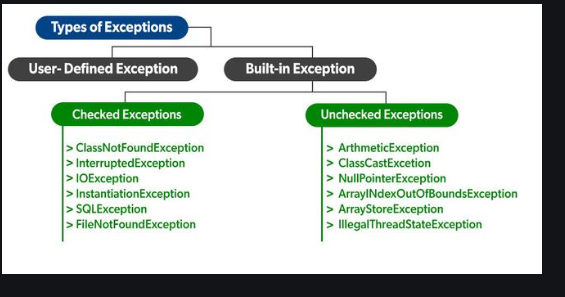 Types of Exceptions
User- Defined Exception
Built-in Exception
Checked Exceptions
> ClassNotFoundException
> InterruptedException
> IOException
> InstantiationException
> SQLException
> FileNotFoundException
Unchecked Exceptions
> ArthmeticException
> ClassCastExcetion
> NullPointerException
> ArrayINdexOutOfBoundsException
> ArrayStoreException
> IllegalThreadStateException